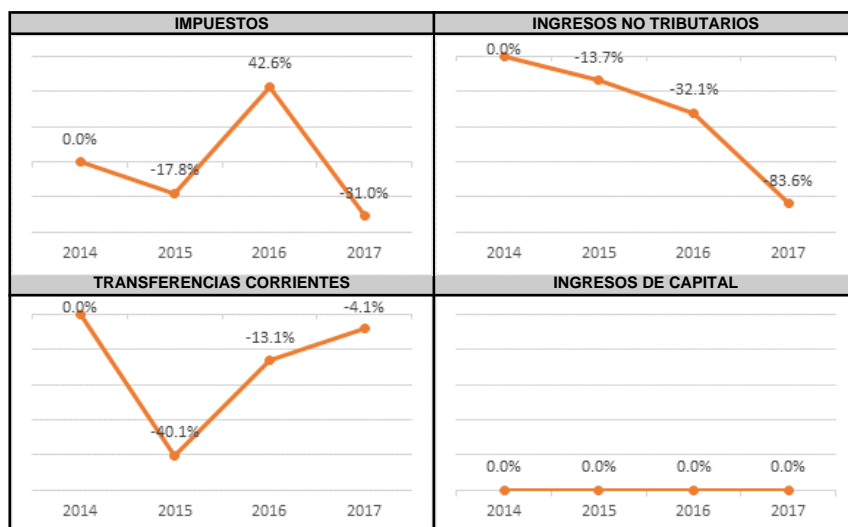 IMPUESTOS
42.6%
0.0%
-17.8%
-31.0%
2014 2015 2016 2017
INGRESOS NO TRIBUTARIOS
0.0%
-13.7%
-32.1%
-83.6%
2014 2015 2016 2017
TRANSFERENCIAS CORRIENTES
0.0%
-4.1%
-13.1%
-40.1%
2014 2015 2016 2017
INGRESOS DE CAPITAL
0.0% 0.0% 0.0% 0.0%
2014 2015 2016 2017